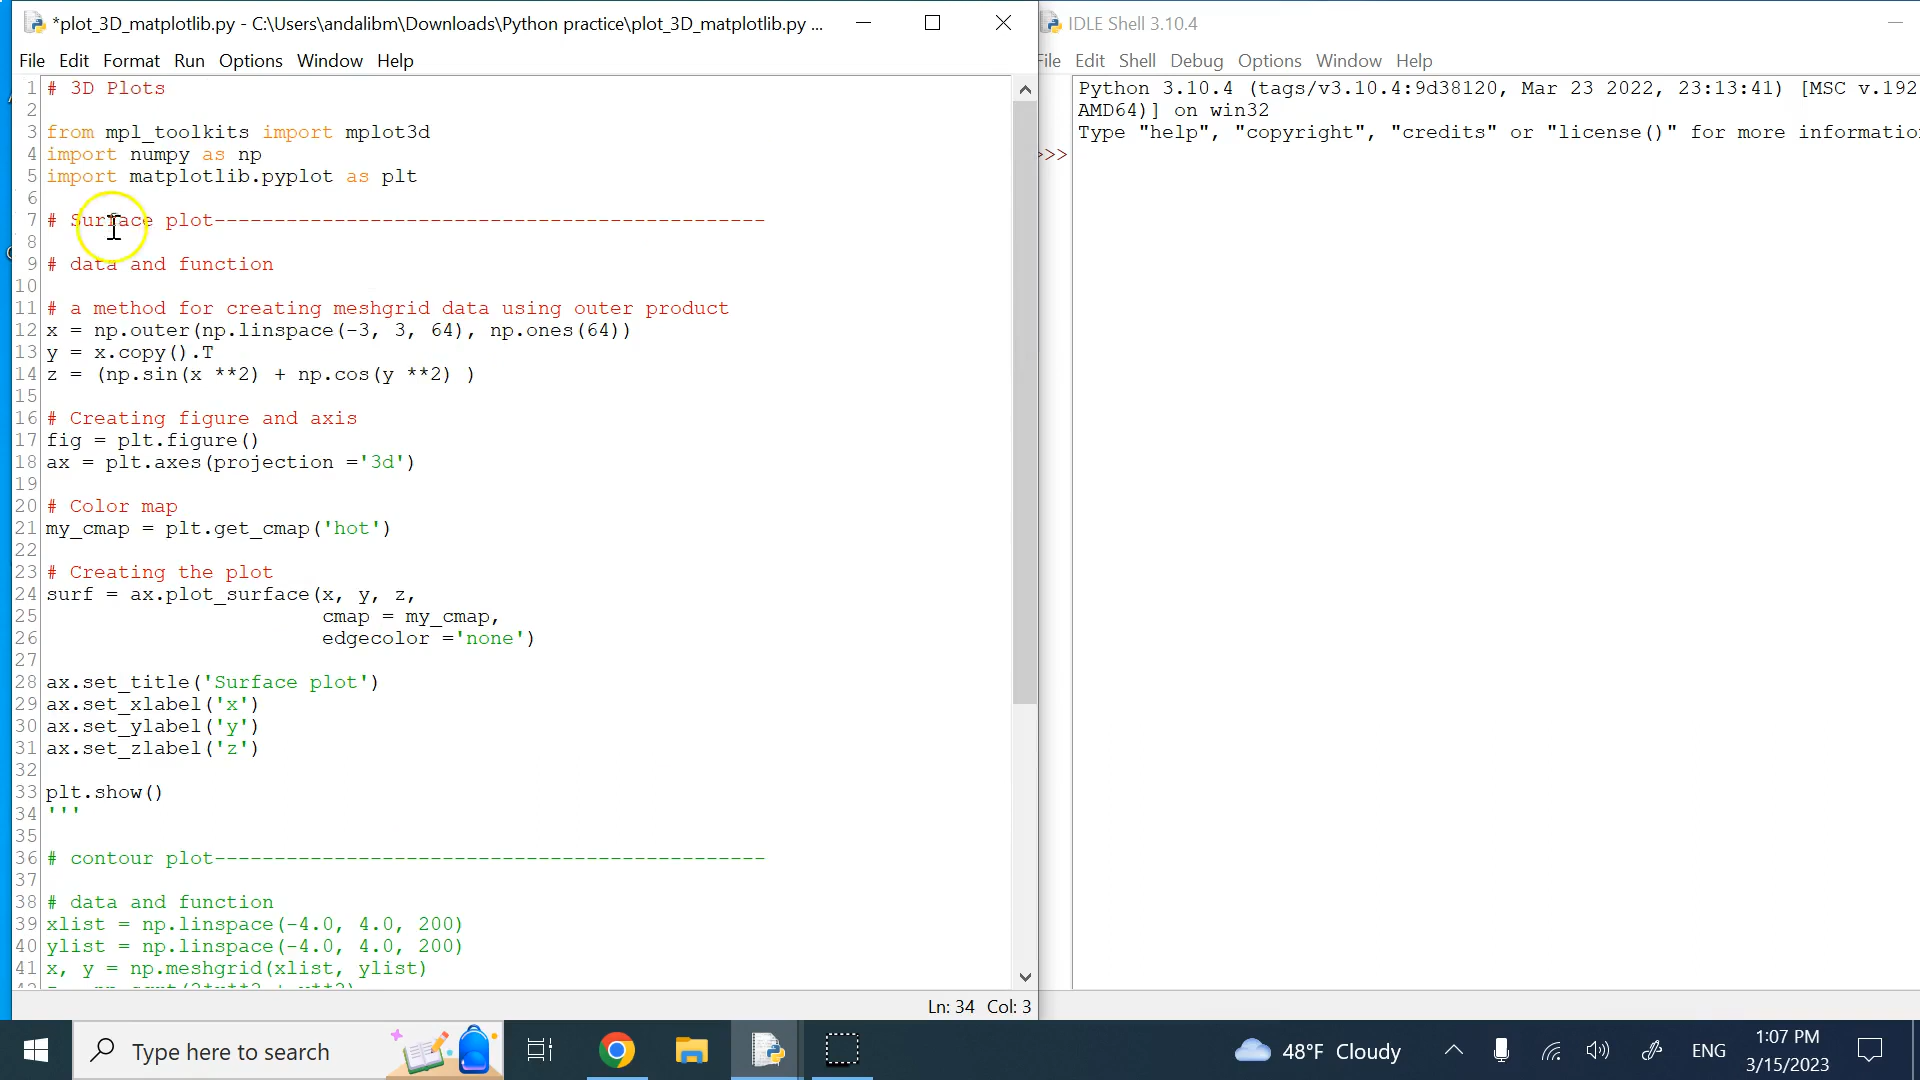 *plot_3D_matplotlib.py - C:\Users\andalibm\Downloads\Python practice\plot_3D_matplotlib.py ...
File Edit Format Run Options Window Help
1 # 3D Plots
2
3 from mpl_toolkits import mplot3d
4 import numpy as np
5 import matplotlib.pyplot as plt
6
7 # Surface plot----------------------------------------------
8
9 # data and function
10
11 # a method for creating meshgrid data using outer product
12 x = np.outer(np.linspace(-3, 3, 64), np.ones(64))
13 y = x.copy().T
14 z = (np.sin(x **2) + np.cos(y **2) )
15
16 # Creating figure and axis
17 fig = plt.figure()
18 ax = plt.axes(projection ='3d')
19
20 # Color map
21 my_cmap = plt.get_cmap('hot')
22
23 # Creating the plot
24 surf = ax.plot_surface(x, y, z,
25 cmap = my_cmap,
26 edgecolor ='none')
27
28 ax.set_title('Surface plot')
29 ax.set_xlabel('x')
30 ax.set_ylabel('y')
31 ax.set_zlabel('z')
32
33 plt.show()
34 '''
35
36 # contour plot----------------------------------------------
37
38 # data and function
39 xlist = np.linspace(-4.0, 4.0, 200)
40 ylist = np.linspace(-4.0, 4.0, 200)
41 x, y = np.meshgrid(xlist, ylist)
Ln: 34 Col: 3
IDLE Shell 3.10.4
File Edit Shell Debug Options Window Help
Python 3.10.4 (tags/v3.10.4:9d38120, Mar 23 2022, 23:13:41) [MSC v.192
AMD64)] on win32
Type "help", "copyright", "credits" or "license()" for more informatio
>>>
Type here to search
48°F Cloudy
ENG
1:07 PM
3/15/2023